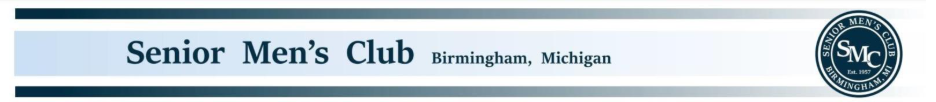 Senior Men's Club Birmingham, Michigan
SENIOR MEN'S CLUB
SMC
Est. 1957
BIRMINGHAM, MI